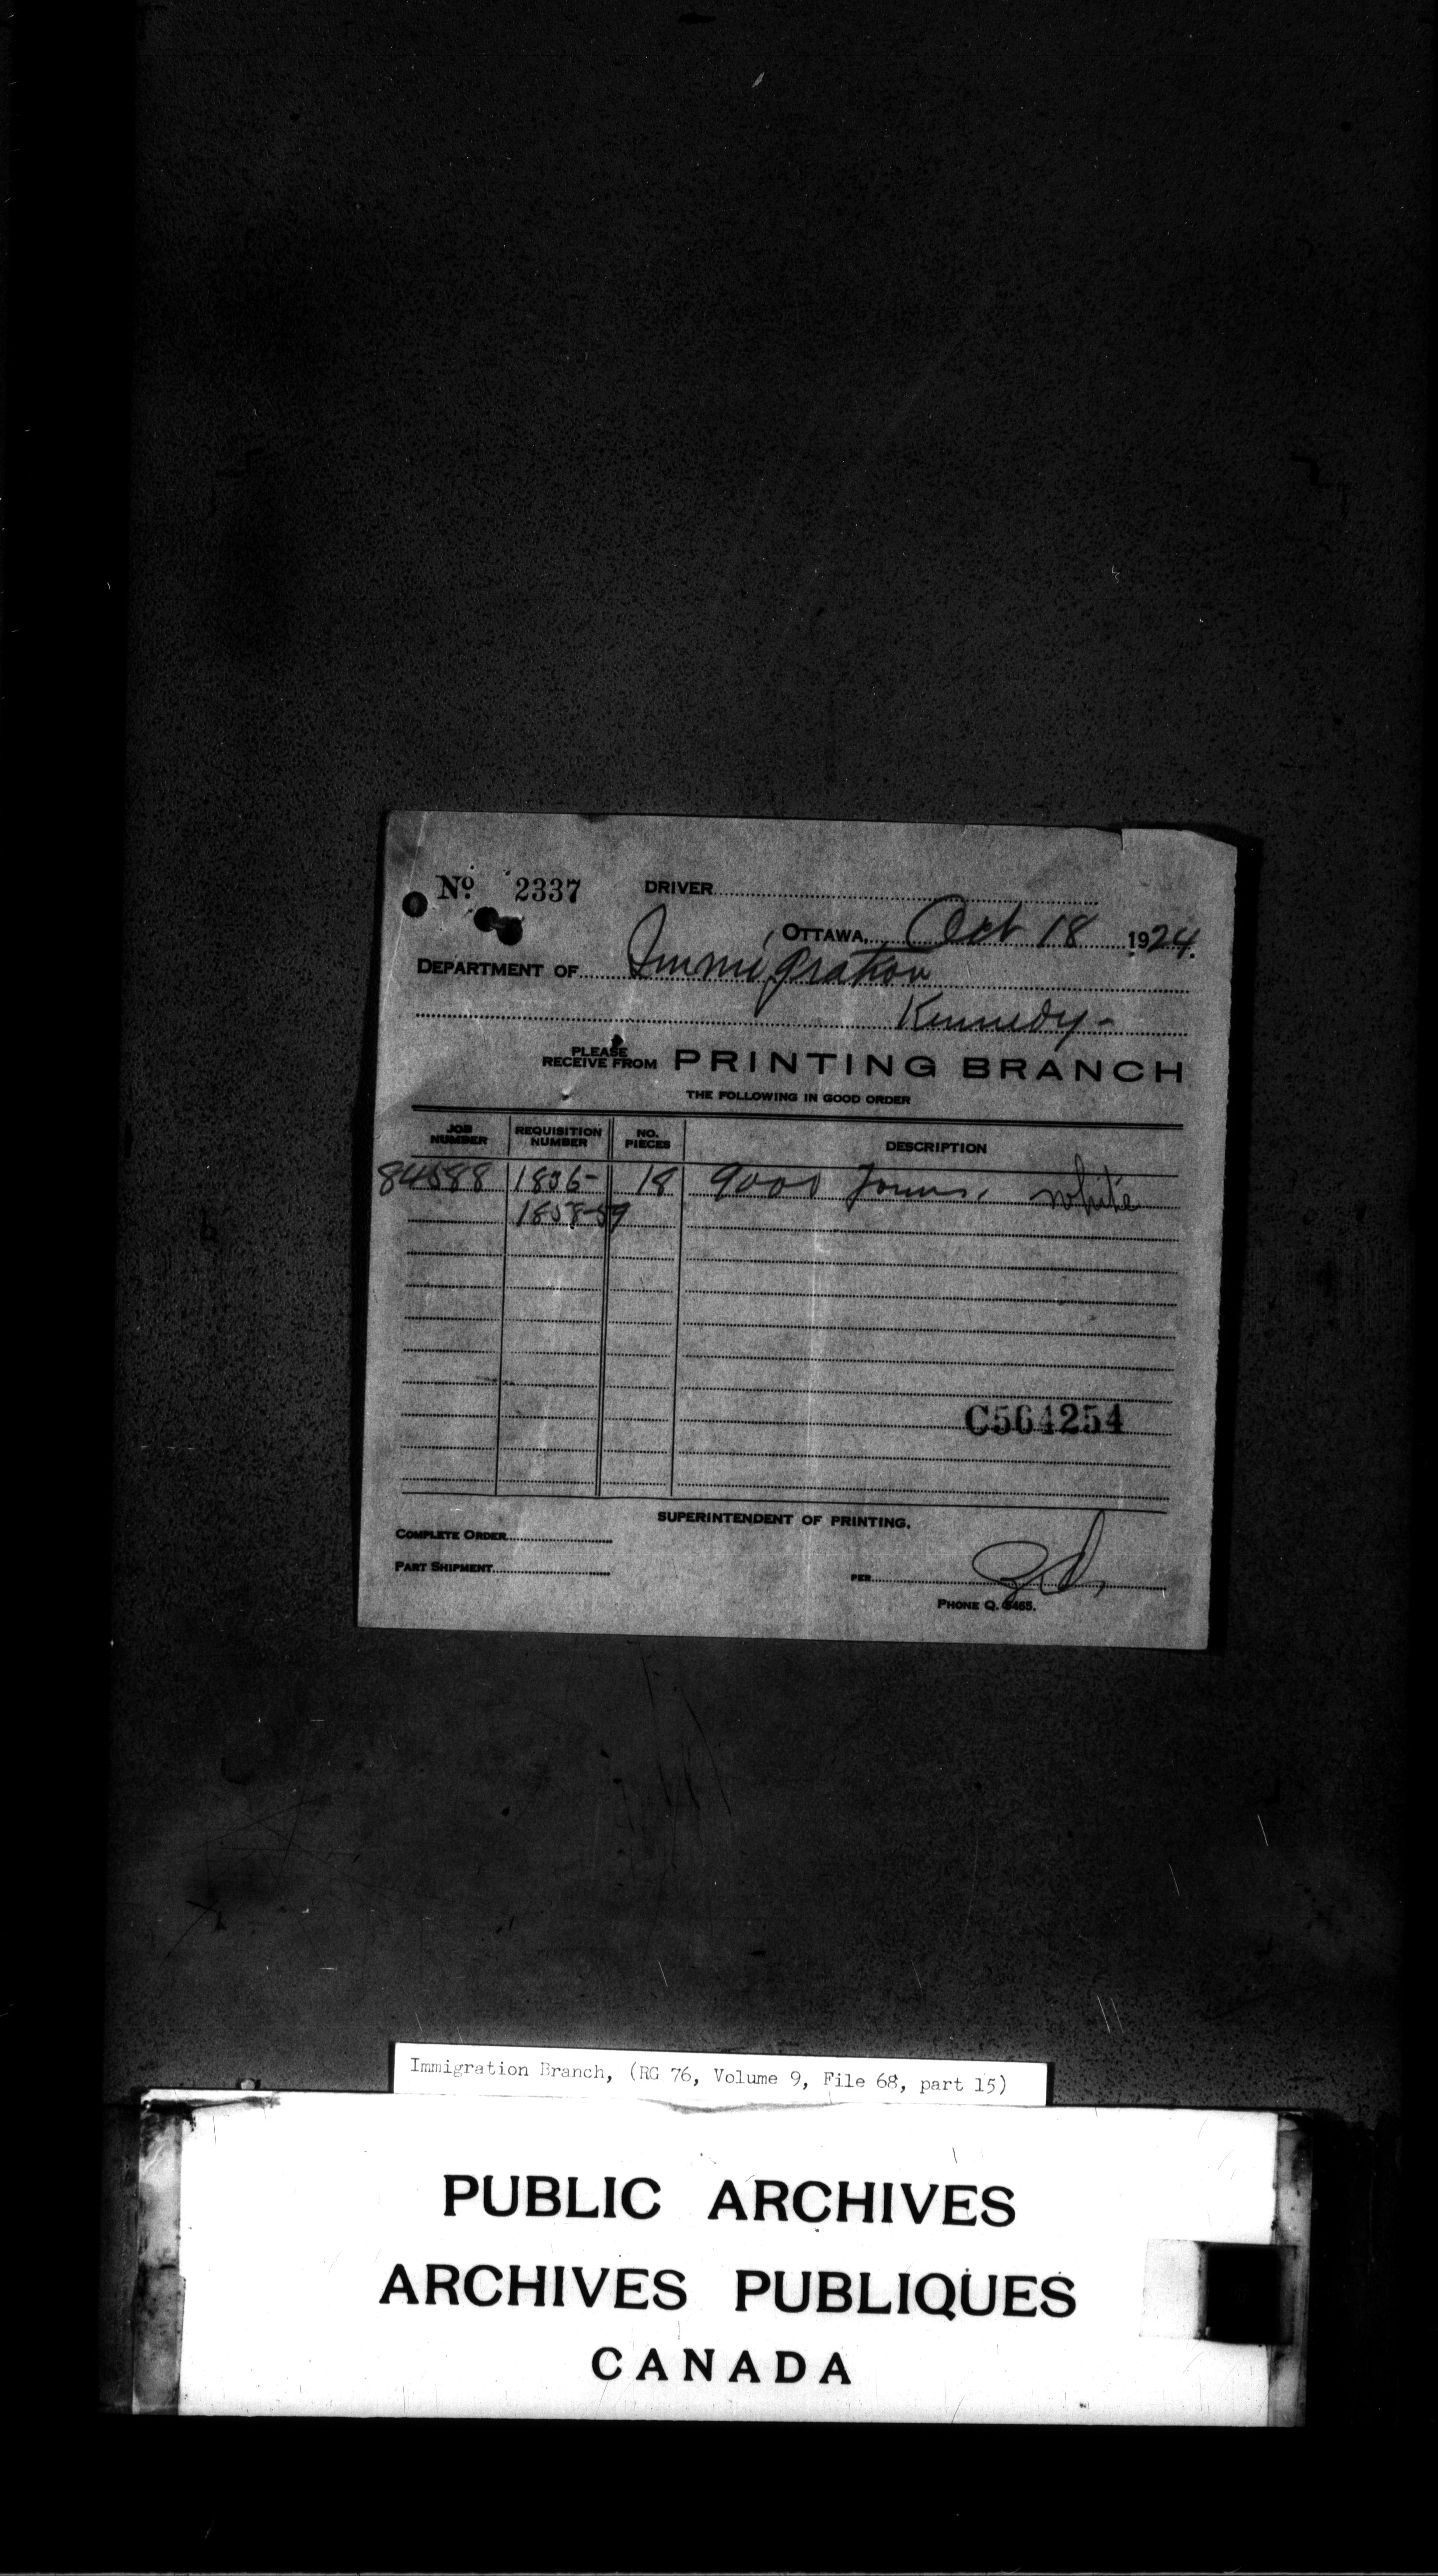 Nº 2337 DRIVER
OTTAWA, Oct 18 1924.
DEPARTMENT OF Immigration
Kennedy-
PLEASE RECEIVE FROM PRINTING BRANCH
THE FOLLOWING IN GOOD ORDER
JOB NUMBER REQUISITION NUMBER NO. PIECES DESCRIPTION
84588 1856- 18 9000 Forms. white
1858-59
C564254
SUPERINTENDENT OF PRINTING.
COMPLETE ORDER
PART SHIPMENT
PER
PHONE Q.
Immigration Branch, (RG 76, Volume 9, File 68, part 15)
PUBLIC ARCHIVES
ARCHIVES PUBLIQUES
CANADA